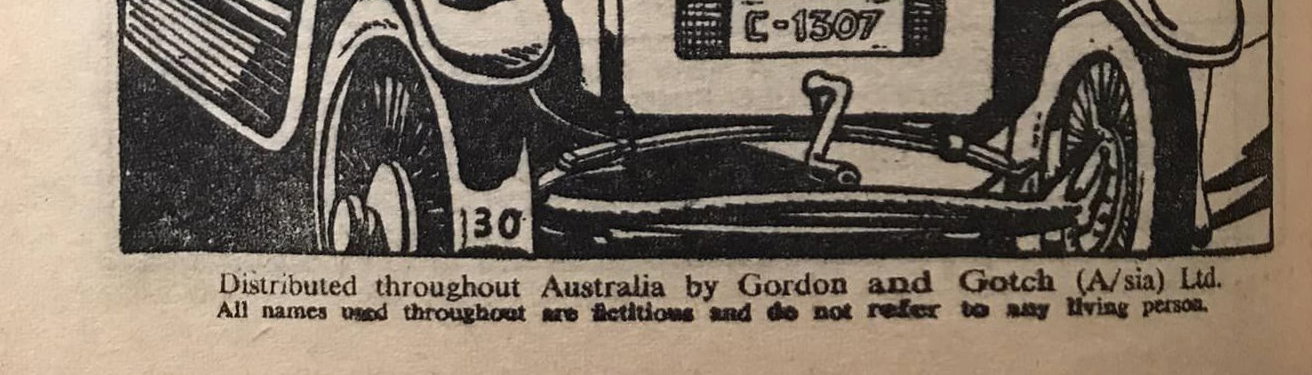 C-1307
130
Distributed throughout Australia by Gordon and Gotch (A/sia) Ltd.
All names used throughout are fictitious and do not refer to any living person.